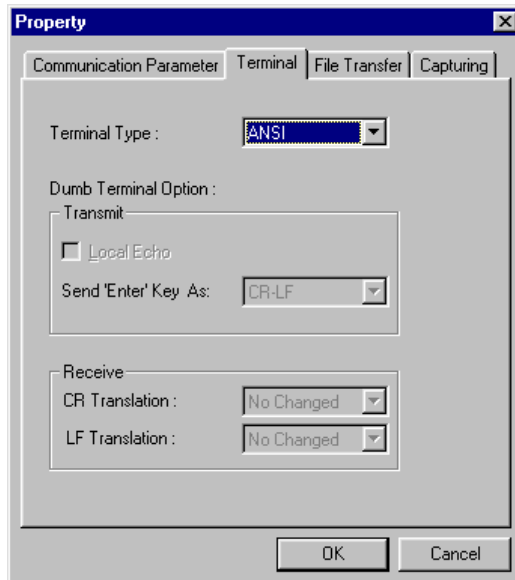 Property
Communication Parameter Terminal File Transfer Capturing
Terminal Type : ANSI
Dumb Terminal Option :
Transmit
Local Echo
Send 'Enter' Key As: CR-LF
Receive
CR Translation : No Changed
LF Translation : No Changed
OK Cancel